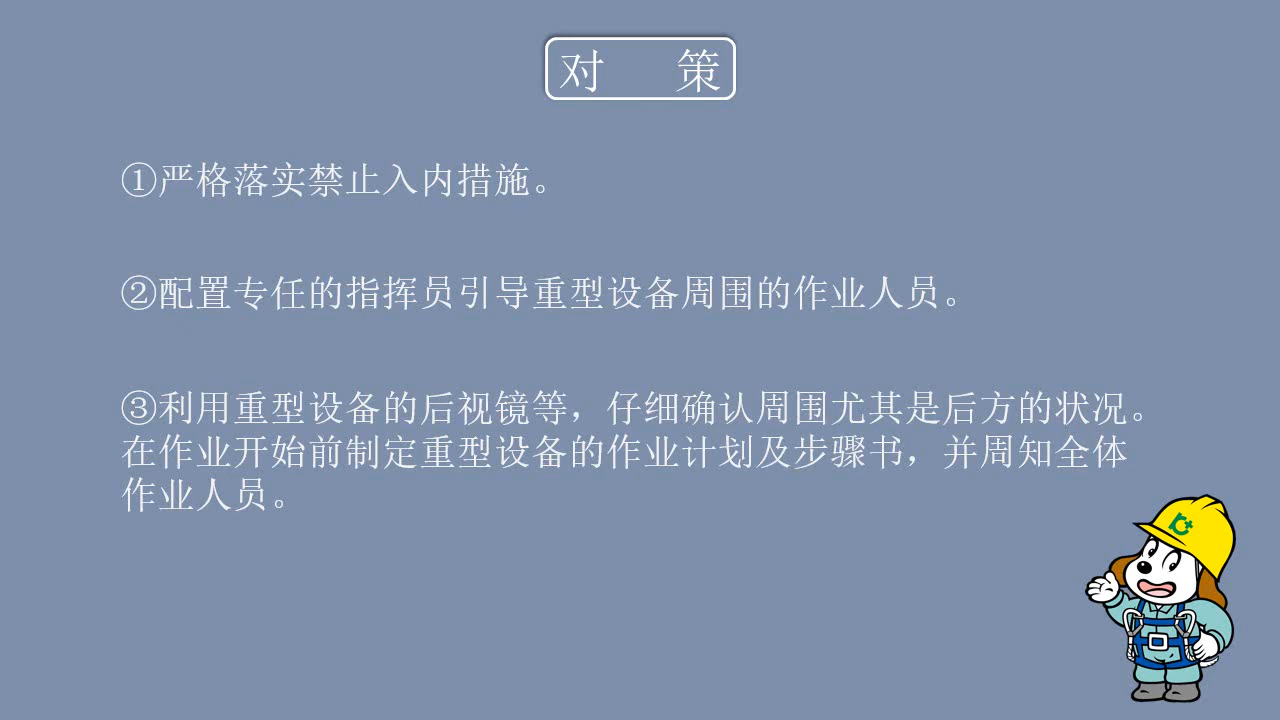 对 策
①严格落实禁止入内措施。
②配置专任的指挥员引导重型设备周围的作业人员。
③利用重型设备的后视镜等，仔细确认周围尤其是后方的状况。
在作业开始前制定重型设备的作业计划及步骤书，并周知全体
作业人员。